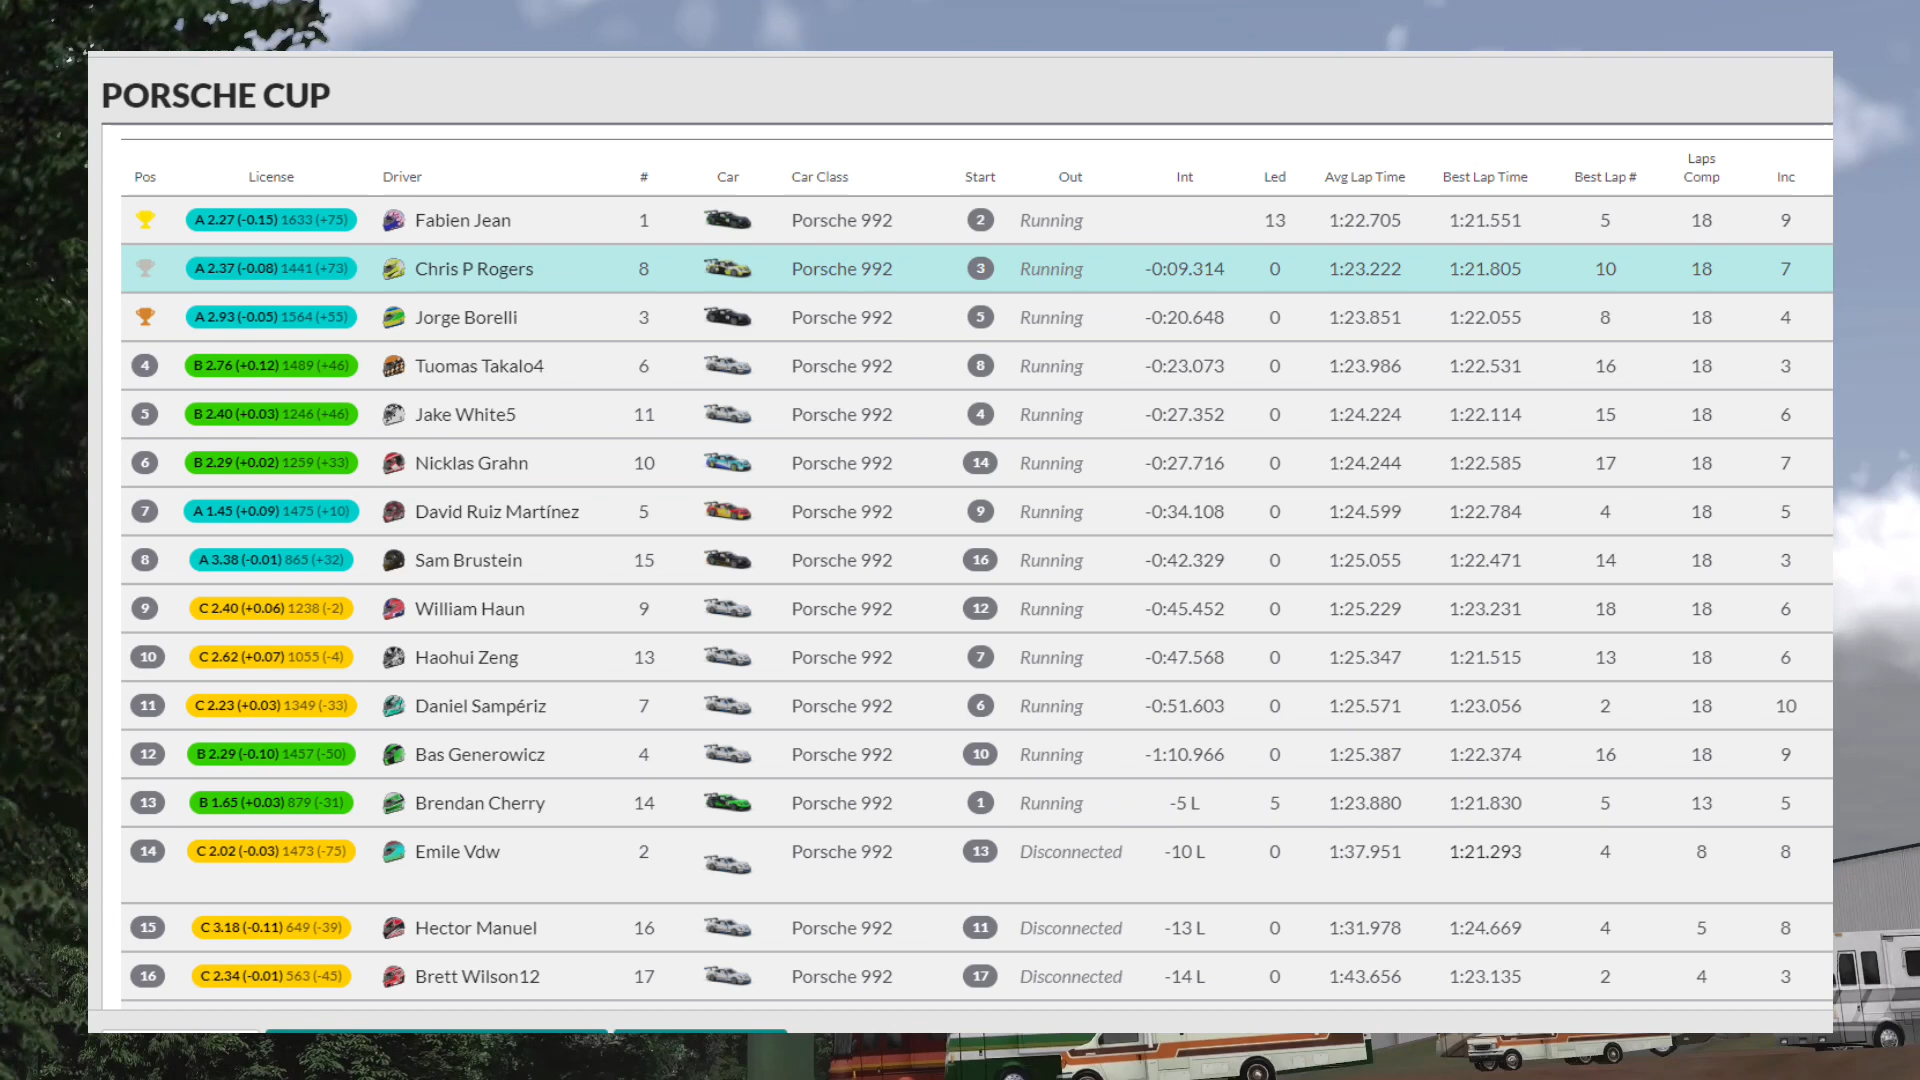 PORSCHE CUP
Pos License Driver # Car Car Class Start Out Int Led Avg Lap Time Best Lap Time Best Lap # Laps Comp Inc
A 2.27 (-0.15) 1633 (+75) Fabien Jean 1 Porsche 992 2 Running 13 1:22.705 1:21.551 5 18 9
A 2.37 (-0.08) 1441 (+73) Chris P Rogers 8 Porsche 992 3 Running -0:09.314 0 1:23.222 1:21.805 10 18 7
A 2.93 (-0.05) 1564 (+55) Jorge Borelli 3 Porsche 992 5 Running -0:20.648 0 1:23.851 1:22.055 8 18 4
4 B 2.76 (+0.12) 1489 (+46) Tuomas Takalo4 6 Porsche 992 8 Running -0:23.073 0 1:23.986 1:22.531 16 18 3
5 B 2.40 (+0.03) 1246 (+46) Jake White5 11 Porsche 992 4 Running -0:27.352 0 1:24.224 1:22.114 15 18 6
6 B 2.29 (+0.02) 1259 (+33) Nicklas Grahn 10 Porsche 992 14 Running -0:27.716 0 1:24.244 1:22.585 17 18 7
7 A 1.45 (+0.09) 1475 (+10) David Ruiz Martínez 5 Porsche 992 9 Running -0:34.108 0 1:24.599 1:22.784 4 18 5
8 A 3.38 (-0.01) 865 (+32) Sam Brustein 15 Porsche 992 16 Running -0:42.329 0 1:25.055 1:22.471 14 18 3
9 C 2.40 (+0.06) 1238 (-2) William Haun 9 Porsche 992 12 Running -0:45.452 0 1:25.229 1:23.231 18 18 6
10 C 2.62 (+0.07) 1055 (-4) Haohui Zeng 13 Porsche 992 7 Running -0:47.568 0 1:25.347 1:21.515 13 18 6
11 C 2.23 (+0.03) 1349 (-33) Daniel Sampériz 7 Porsche 992 6 Running -0:51.603 0 1:25.571 1:23.056 2 18 10
12 B 2.29 (-0.10) 1457 (-50) Bas Generowicz 4 Porsche 992 10 Running -1:10.966 0 1:25.387 1:22.374 16 18 9
13 B 1.65 (+0.03) 879 (-31) Brendan Cherry 14 Porsche 992 1 Running -5 L 5 1:23.880 1:21.830 5 13 5
14 C 2.02 (-0.03) 1473 (-75) Emile Vdw 2 Porsche 992 13 Disconnected -10 L 0 1:37.951 1:21.293 4 8 8
15 C 3.18 (-0.11) 649 (-39) Hector Manuel 16 Porsche 992 11 Disconnected -13 L 0 1:31.978 1:24.669 4 5 8
16 C 2.34 (-0.01) 563 (-45) Brett Wilson12 17 Porsche 992 17 Disconnected -14 L 0 1:43.656 1:23.135 2 4 3